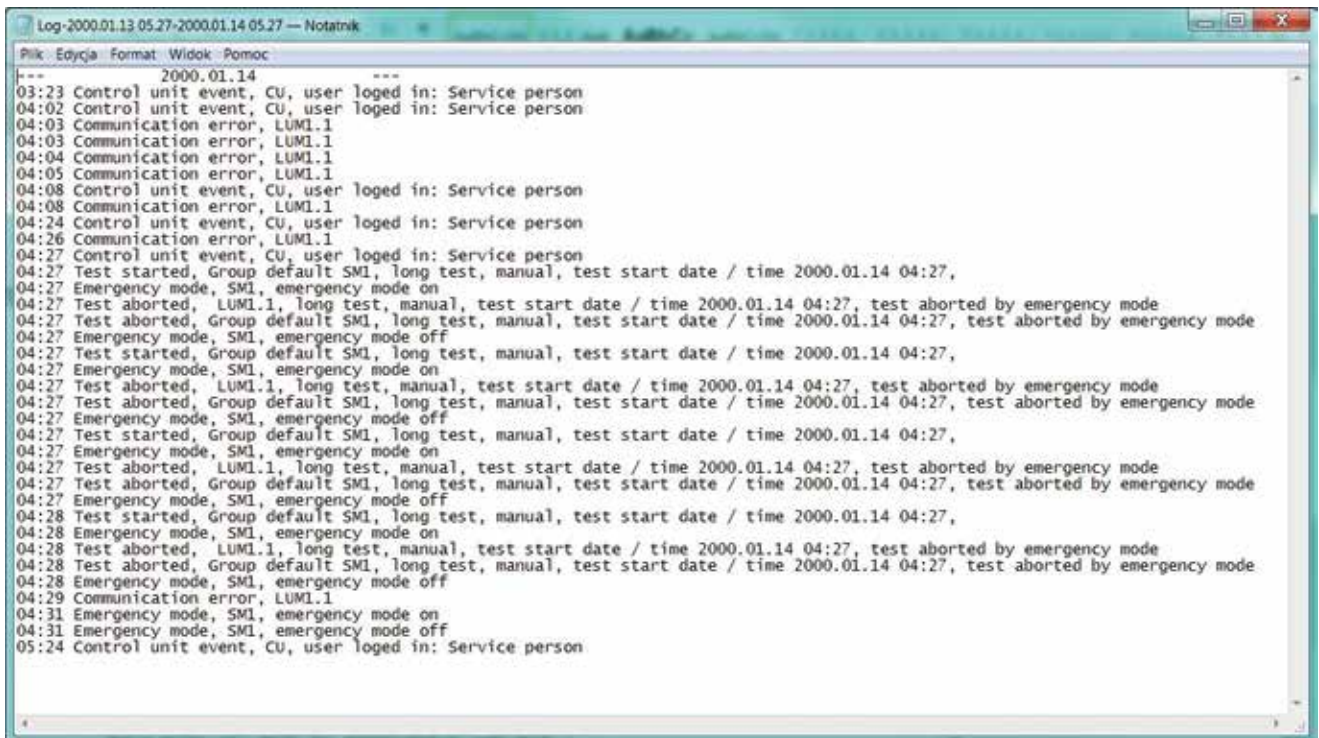 Log-2000.01.13 05.27-2000.01.14 05.27 — Notatnik
Plik Edycja Format Widok Pomoc
--- 2000.01.14 ---
03:23 Control unit event, CU, user loged in: Service person
04:02 Control unit event, CU, user loged in: Service person
04:03 Communication error, LUM1.1
04:03 Communication error, LUM1.1
04:04 Communication error, LUM1.1
04:05 Communication error, LUM1.1
04:08 Control unit event, CU, user loged in: Service person
04:08 Communication error, LUM1.1
04:24 Control unit event, CU, user loged in: Service person
04:26 Communication error, LUM1.1
04:27 Control unit event, CU, user loged in: Service person
04:27 Test started, Group default SM1, long test, manual, test start date / time 2000.01.14 04:27,
04:27 Emergency mode, SM1, emergency mode on
04:27 Test aborted, LUM1.1, long test, manual, test start date / time 2000.01.14 04:27, test aborted by emergency mode
04:27 Test aborted, Group default SM1, long test, manual, test start date / time 2000.01.14 04:27, test aborted by emergency mode
04:27 Emergency mode, SM1, emergency mode off
04:27 Test started, Group default SM1, long test, manual, test start date / time 2000.01.14 04:27,
04:27 Emergency mode, SM1, emergency mode on
04:27 Test aborted, LUM1.1, long test, manual, test start date / time 2000.01.14 04:27, test aborted by emergency mode
04:27 Test aborted, Group default SM1, long test, manual, test start date / time 2000.01.14 04:27, test aborted by emergency mode
04:27 Emergency mode, SM1, emergency mode off
04:27 Test started, Group default SM1, long test, manual, test start date / time 2000.01.14 04:27,
04:27 Emergency mode, SM1, emergency mode on
04:27 Test aborted, LUM1.1, long test, manual, test start date / time 2000.01.14 04:27, test aborted by emergency mode
04:27 Test aborted, Group default SM1, long test, manual, test start date / time 2000.01.14 04:27, test aborted by emergency mode
04:27 Emergency mode, SM1, emergency mode off
04:28 Test started, Group default SM1, long test, manual, test start date / time 2000.01.14 04:27,
04:28 Emergency mode, SM1, emergency mode on
04:28 Test aborted, LUM1.1, long test, manual, test start date / time 2000.01.14 04:27, test aborted by emergency mode
04:28 Test aborted, Group default SM1, long test, manual, test start date / time 2000.01.14 04:27, test aborted by emergency mode
04:28 Emergency mode, SM1, emergency mode off
04:29 Communication error, LUM1.1
04:31 Emergency mode, SM1, emergency mode on
04:31 Emergency mode, SM1, emergency mode off
05:24 Control unit event, CU, user loged in: Service person